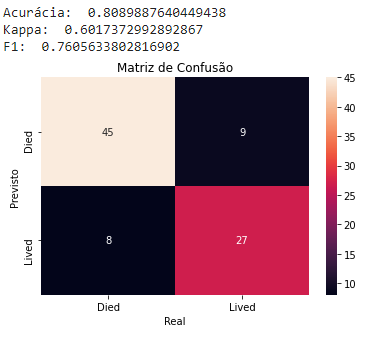 Acurácia:  0.8089887640449438
Kappa:  0.6017372992892867
F1:  0.7605633802816902
Matriz de Confusão
Died
45
9
Previsto
Lived
8
27
Died
Lived
Real
45
40
35
30
25
20
15
10